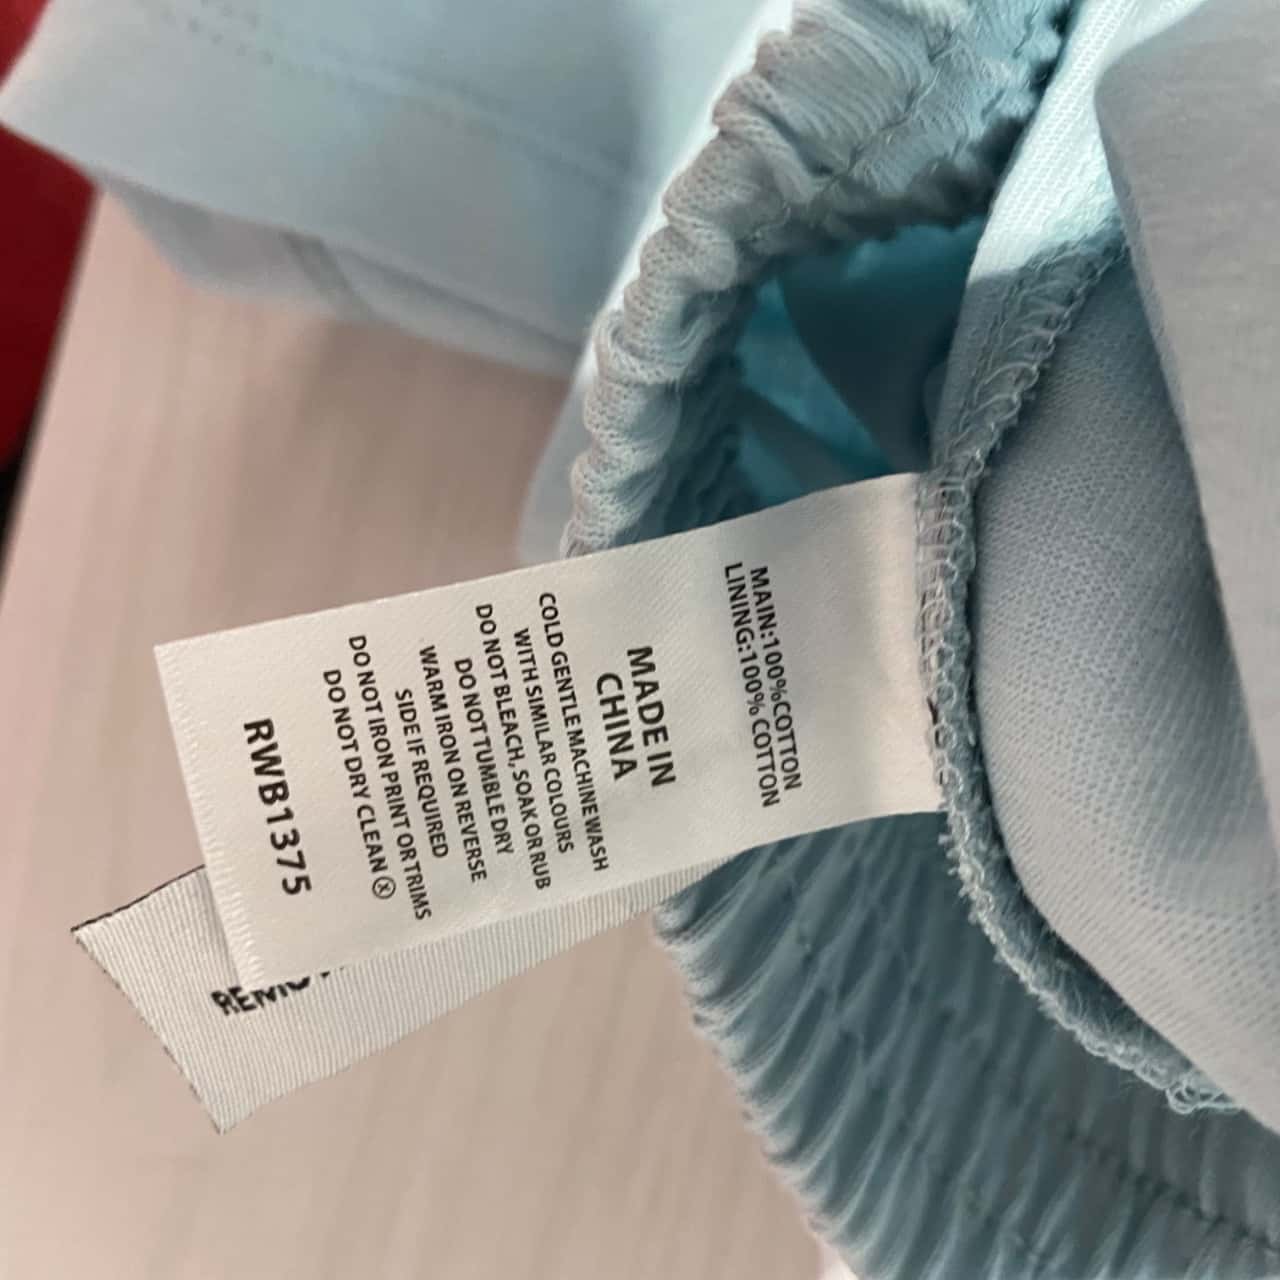 MAIN:100%COTTON
LINING:100% COTTON
MADE IN
CHINA
COLD GENTLE MACHINE WASH
WITH SIMILAR COLOURS
DO NOT BLEACH, SOAK OR RUB
DO NOT TUMBLE DRY
WARM IRON ON REVERSE
SIDE IF REQUIRED
DO NOT IRON PRINT OR TRIMS
DO NOT DRY CLEAN ⓧ
RWB1375